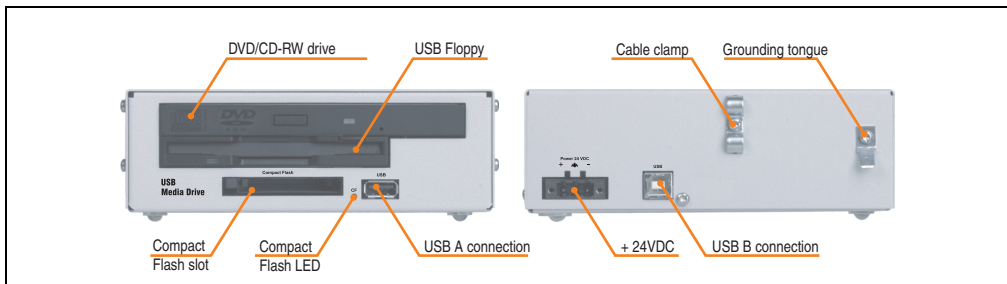 DVD/CD-RW drive
USB Floppy
Cable clamp
Grounding tongue
DVD
Compact Flash
USB
USB
Media Drive
CF
Power 24 VDC
+ -
USB
Compact
Flash slot
Compact
Flash LED
USB A connection
+ 24VDC
USB B connection